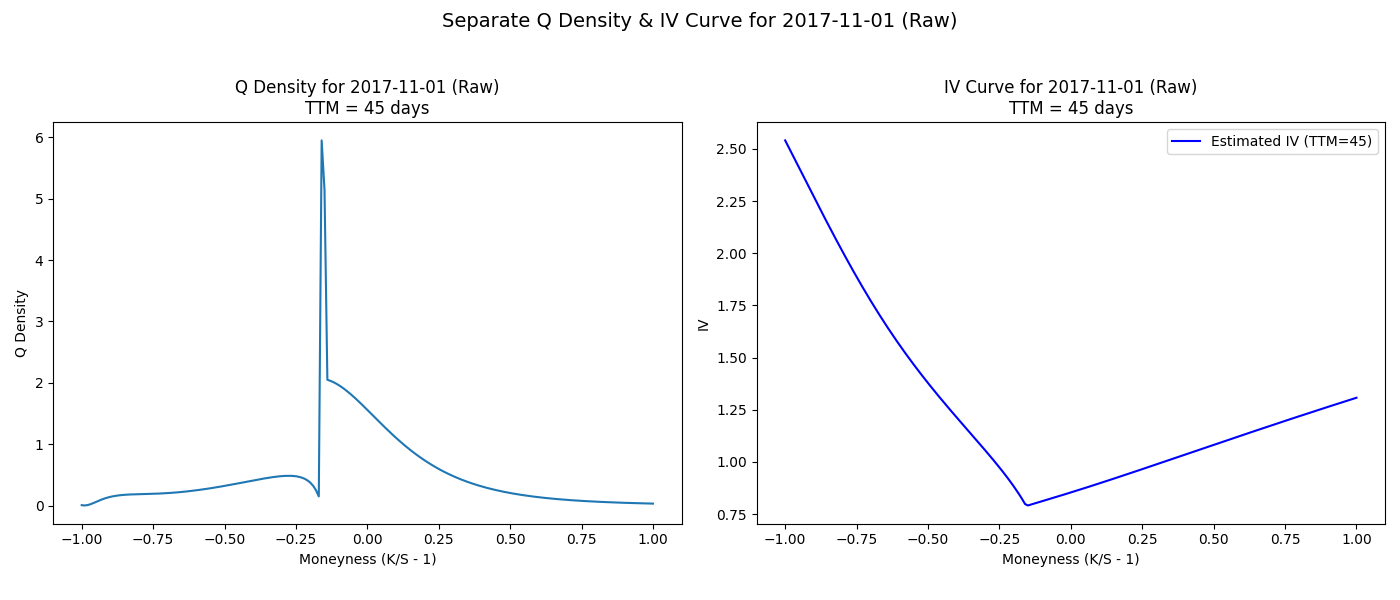 Separate Q Density & IV Curve for 2017-11-01 (Raw)
Q Density for 2017-11-01 (Raw)
TTM = 45 days
Q Density
6
5
4
3
2
1
0
−1.00 −0.75 −0.50 −0.25 0.00 0.25 0.50 0.75 1.00
Moneyness (K/S - 1)
IV Curve for 2017-11-01 (Raw)
TTM = 45 days
Estimated IV (TTM=45)
IV
2.50
2.25
2.00
1.75
1.50
1.25
1.00
0.75
−1.00 −0.75 −0.50 −0.25 0.00 0.25 0.50 0.75 1.00
Moneyness (K/S - 1)